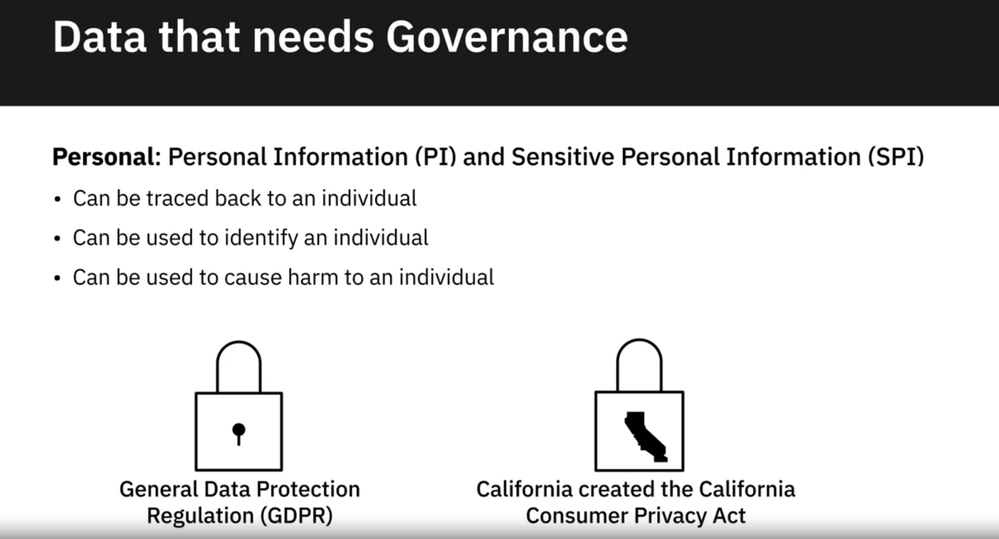 Data that needs Governance
Personal: Personal Information (PI) and Sensitive Personal Information (SPI)
• Can be traced back to an individual
• Can be used to identify an individual
• Can be used to cause harm to an individual
General Data Protection
Regulation (GDPR)
California created the California
Consumer Privacy Act